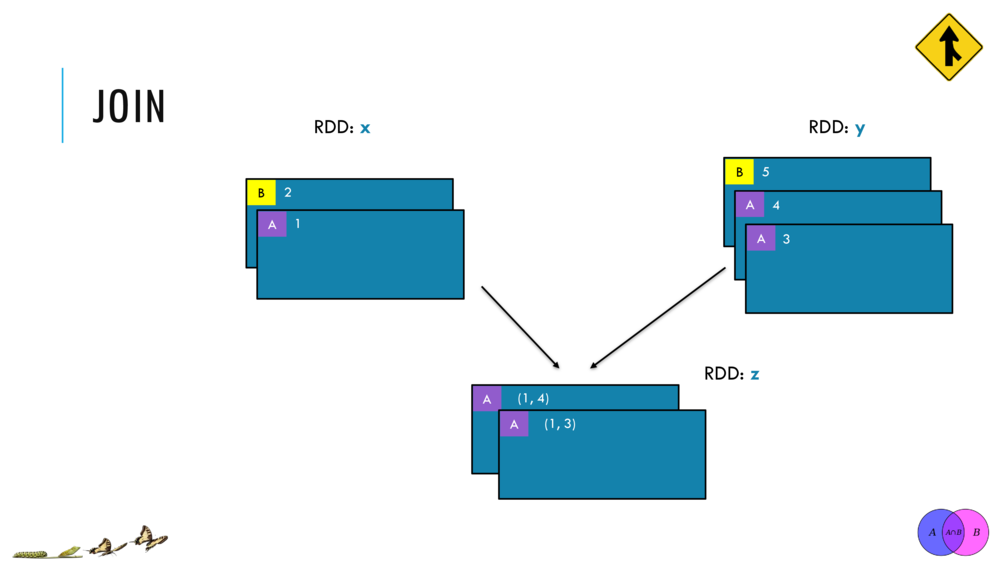 JOIN
RDD: x
RDD: y
B 2
A 1
B 5
A 4
A 3
RDD: z
A (1, 4)
A (1, 3)
A A∩B B